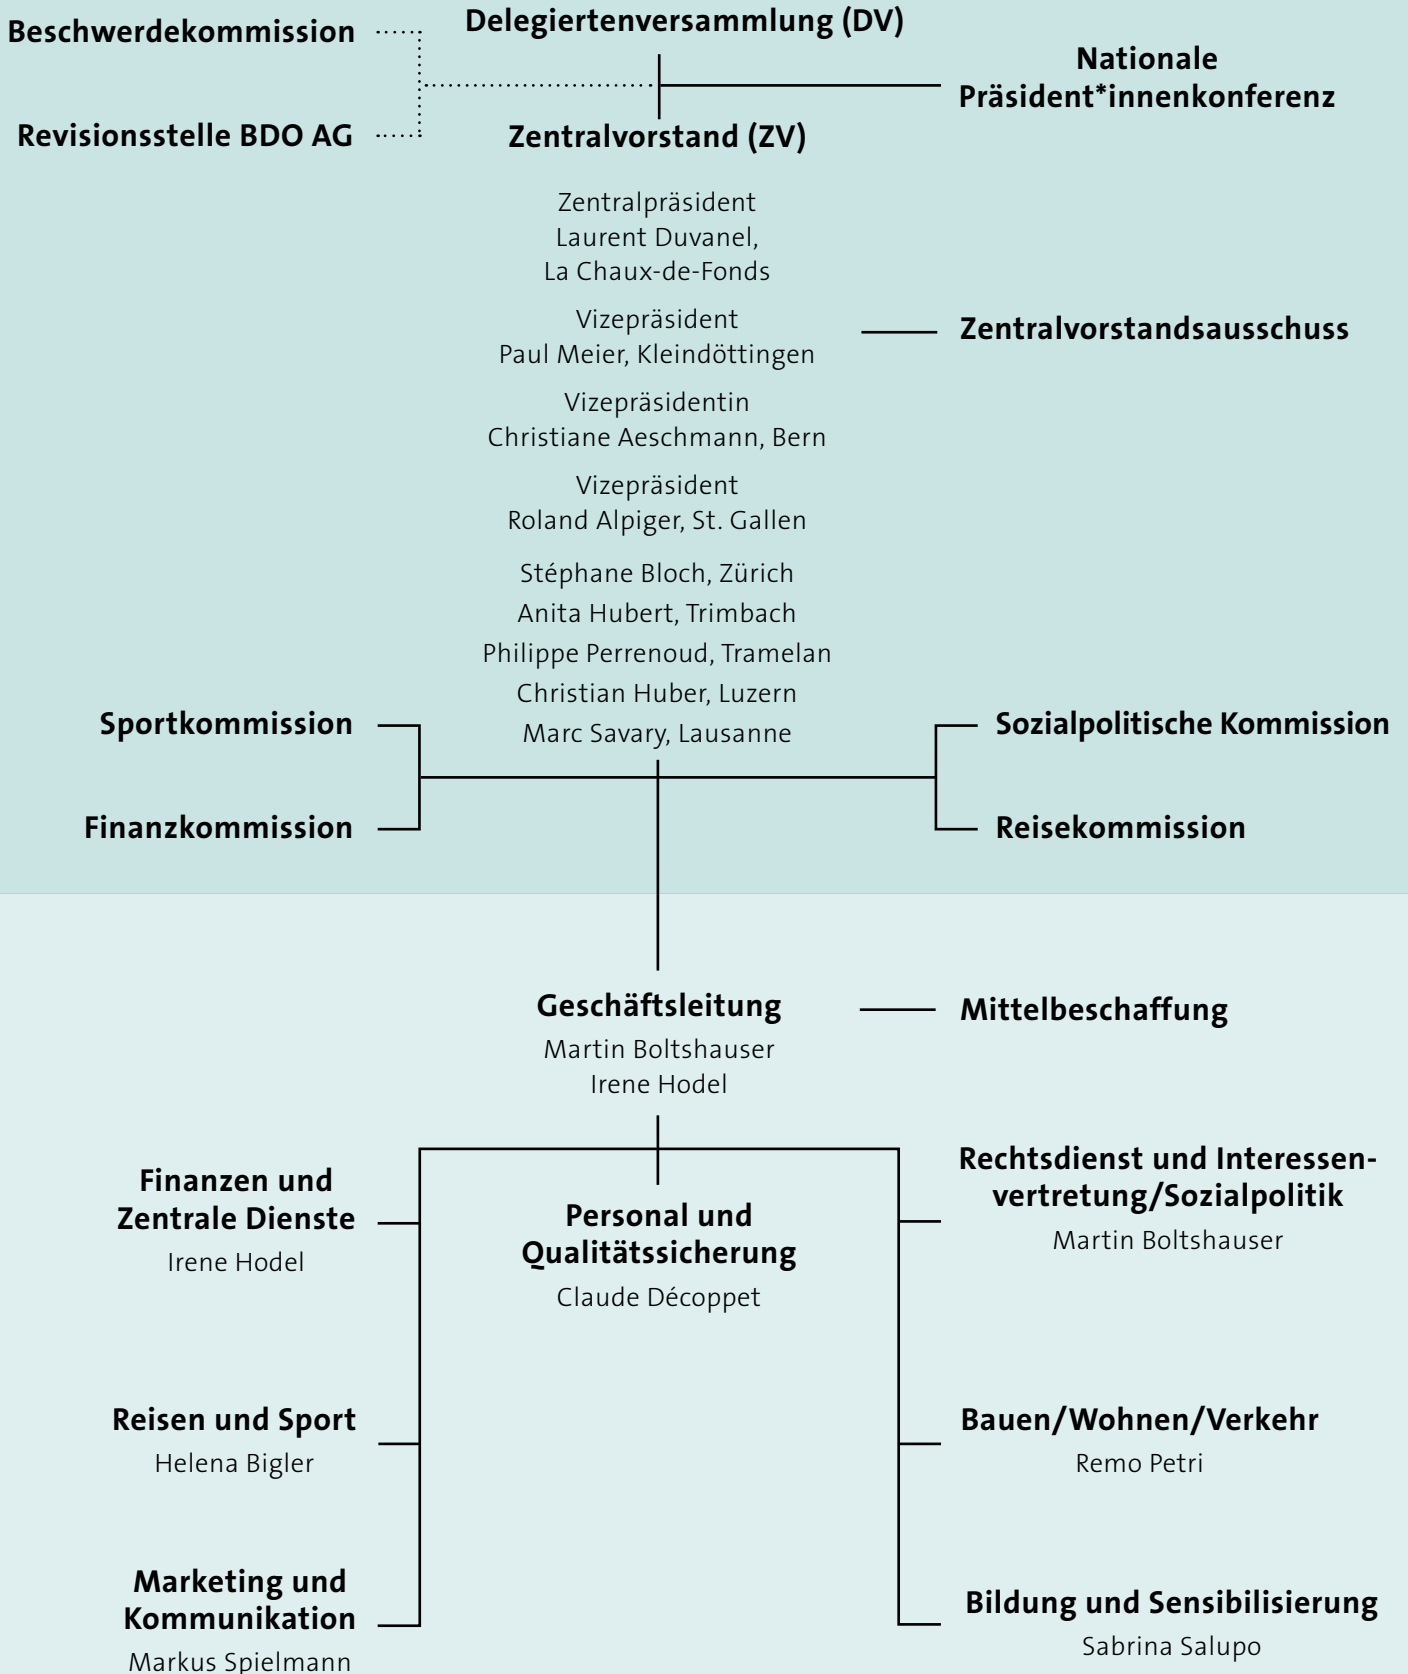 Beschwerdekommission
Delegiertenversammlung (DV)
Nationale
Präsident*innenkonferenz
Revisionsstelle BDO AG
Zentralvorstand (ZV)
Zentralpräsident
Laurent Duvanel,
La Chaux-de-Fonds
Vizepräsident
Paul Meier, Kleindöttingen
Zentralvorstandsausschuss
Vizepräsidentin
Christiane Aeschmann, Bern
Vizepräsident
Roland Alpiger, St. Gallen
Stéphane Bloch, Zürich
Anita Hubert, Trimbach
Philippe Perrenoud, Tramelan
Christian Huber, Luzern
Marc Savary, Lausanne
Sportkommission
Sozialpolitische Kommission
Finanzkommission
Reisekommission
Geschäftsleitung
Martin Boltshauser
Irene Hodel
Mittelbeschaffung
Finanzen und
Zentrale Dienste
Irene Hodel
Personal und
Qualitätssicherung
Claude Décoppet
Rechtsdienst und Interessen-
vertretung/Sozialpolitik
Martin Boltshauser
Reisen und Sport
Helena Bigler
Bauen/Wohnen/Verkehr
Remo Petri
Marketing und
Kommunikation
Markus Spielmann
Bildung und Sensibilisierung
Sabrina Salupo